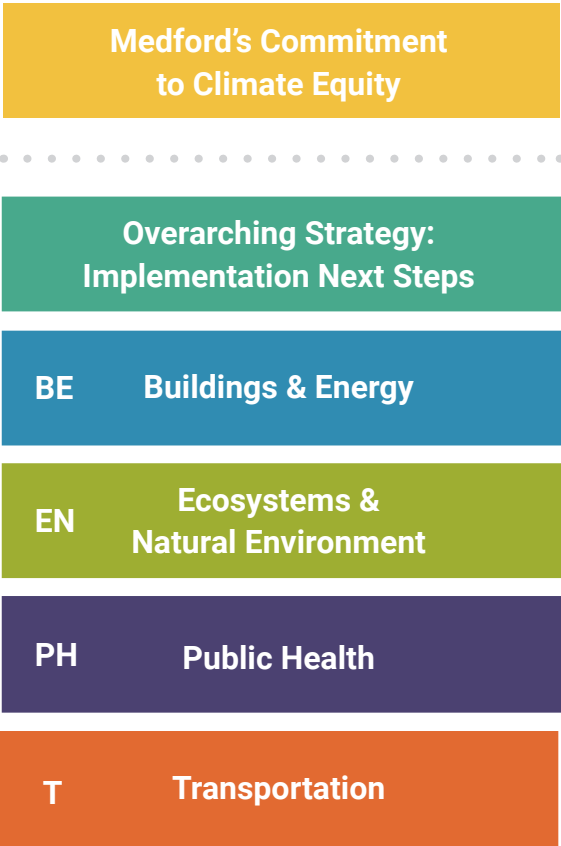 Medford’s Commitment
to Climate Equity
Overarching Strategy:
Implementation Next Steps
BE Buildings & Energy
EN Ecosystems &
Natural Environment
PH Public Health
T Transportation